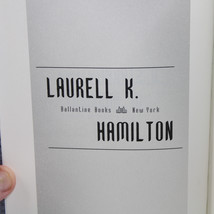 LAURELL K.
Ballantine Books New York
HAMILTON